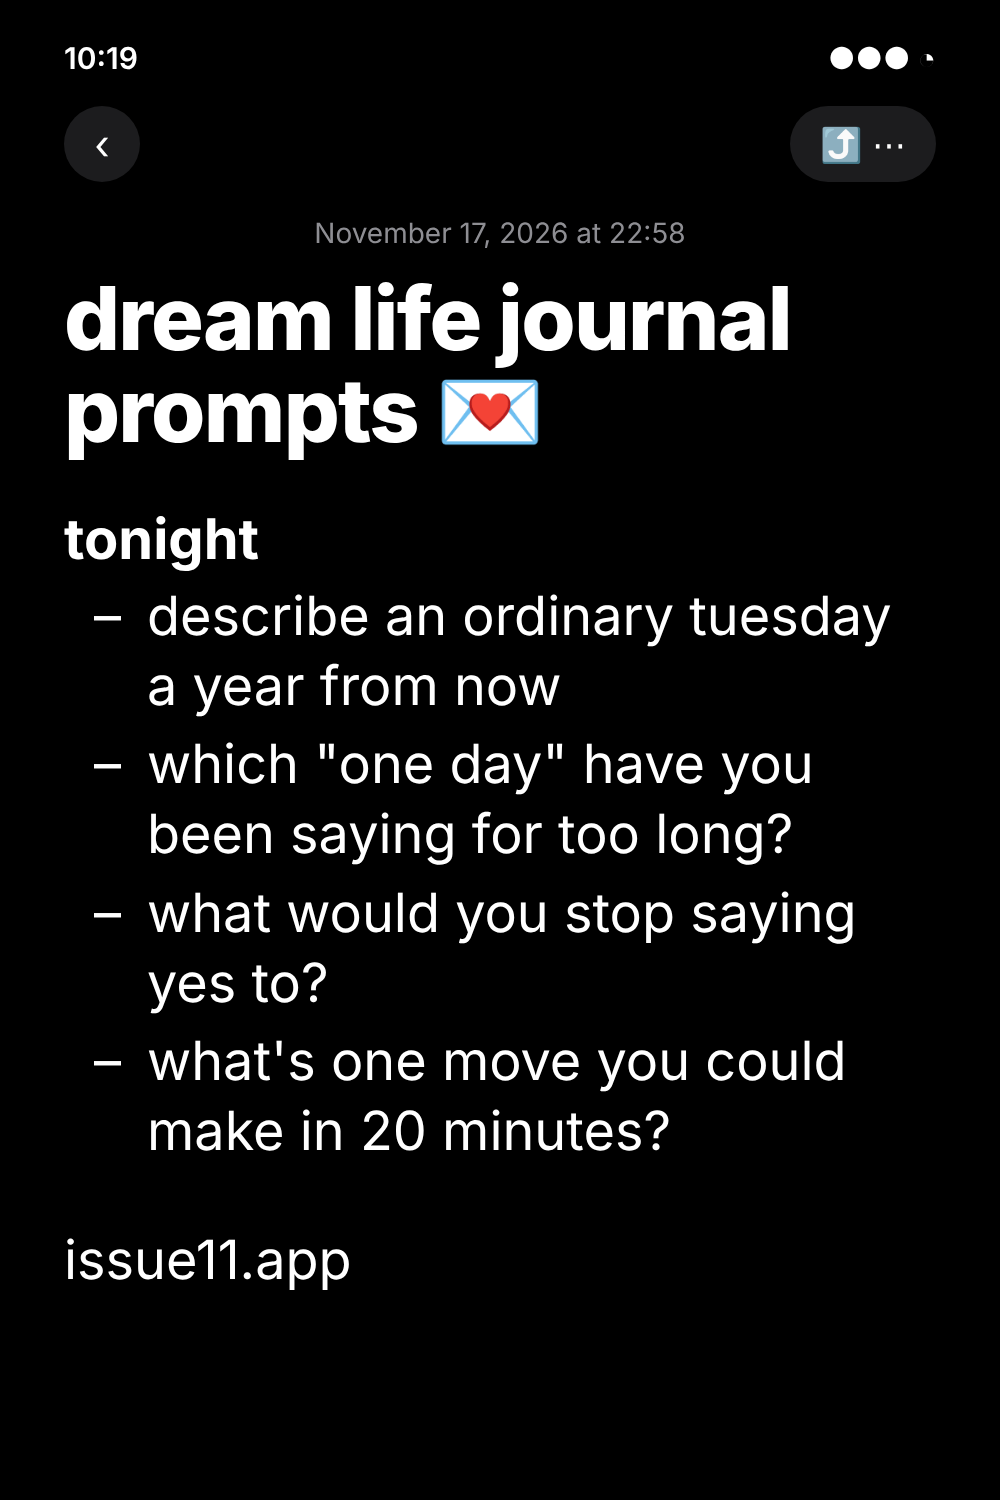 10:19
‹
⤴️ ···
November 17, 2026 at 22:58
dream life journal
prompts 💌
tonight
– describe an ordinary tuesday
a year from now
– which "one day" have you
been saying for too long?
– what would you stop saying
yes to?
– what's one move you could
make in 20 minutes?
issue11.app